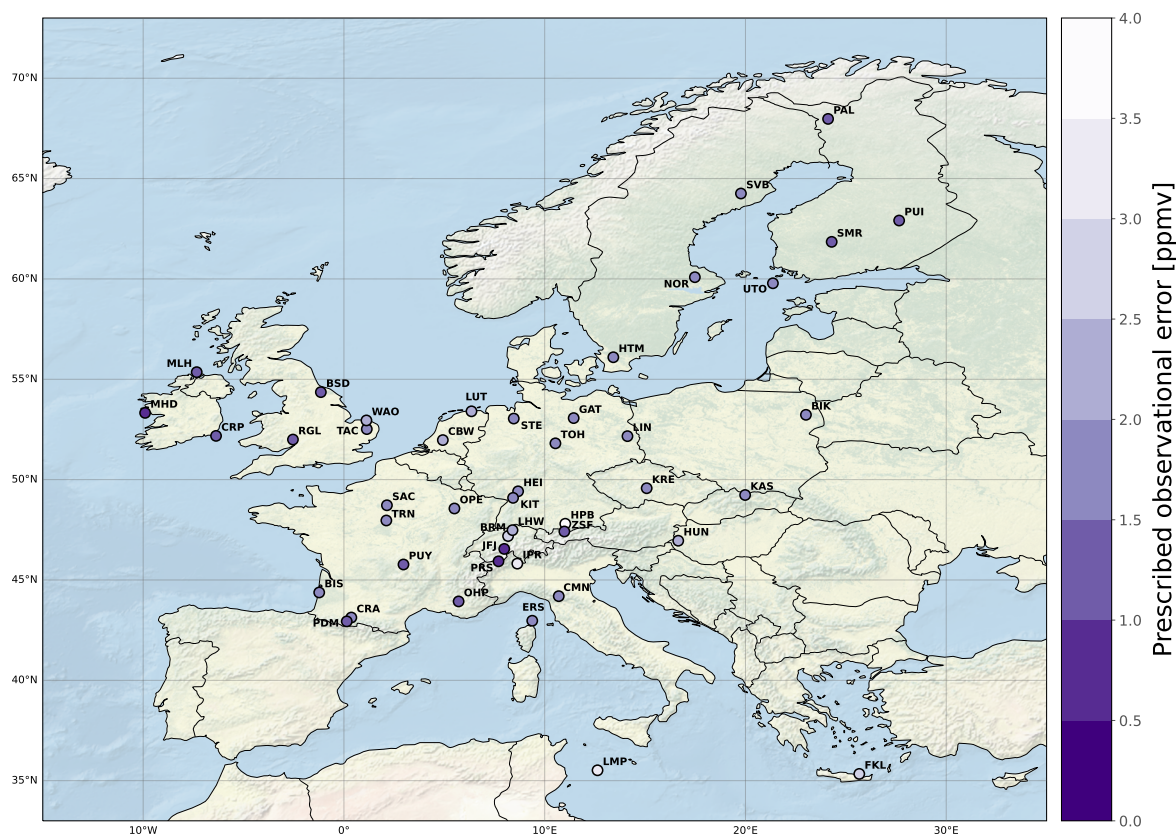 70°N
65°N
60°N
55°N
50°N
45°N
40°N
35°N
10°W
0°
10°E
20°E
30°E
PAL
SVB
PUI
SMR
NOR
UTO
HTM
MLH
BSD
MHD
CRP
RGL
WAO
TAC
LUT
CBW
STE
GAT
TOH
LIN
BIK
HEI
KIT
KRE
KAS
SAC
TRN
OPE
BRM
LHW
HPB
ZSF
HUN
JFJ
IPR
PRS
PUY
BIS
OHP
CMN
CRA
PDM
ERS
LMP
FKL
4.0
3.5
3.0
2.5
2.0
1.5
1.0
0.5
0.0
Prescribed observational error [ppmv]